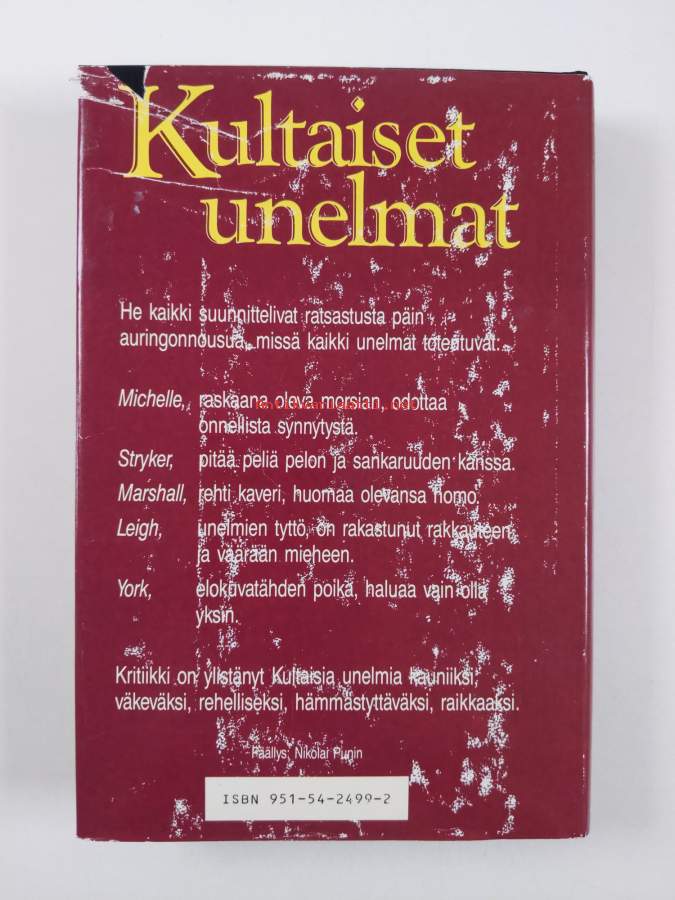 Kultaiset
unelmat
He kaikki suunnittelivat ratsastusta päin
auringonnousua, missä kaikki unelmat toteutuvat.
Michelle, raskaana oleva morsian, odottaa
onnellista synnytystä.
Stryker, pitää peliä pelon ja sankaruuden kanssa.
Marshall, rehti kaveri, huomaa olevansa homo.
Leigh, unelmien tyttö, on rakastunut rakkauteen
ja väärään mieheen.
York, elokuvatähden poika, haluaa vain olla
yksin.
Kritiikki on ylistänyt Kultaisia unelmia kauniiksi,
väkeväksi, rehelliseksi, hämmästyttäväksi, raikkaaksi.
Päällys: Nikolai Punin
ISBN 951-54-2499-2